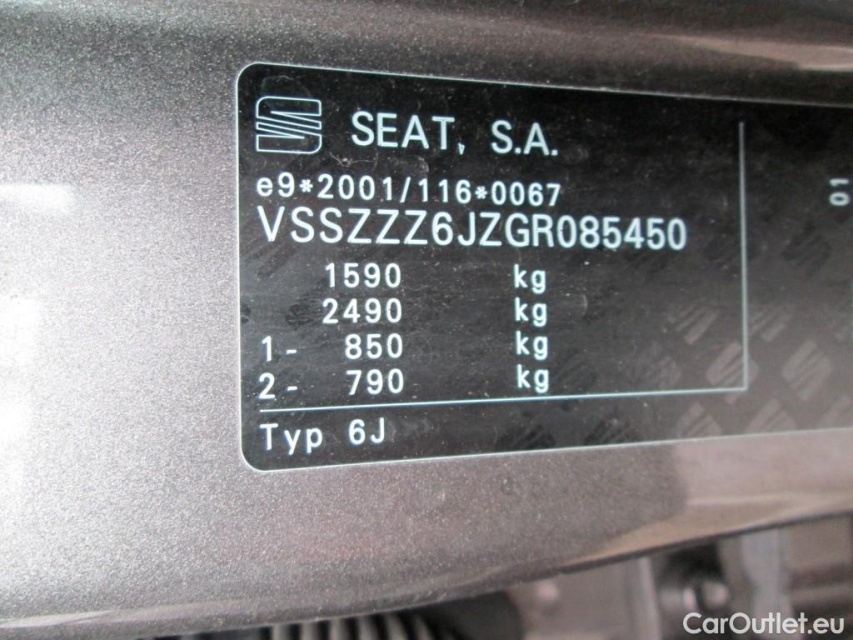 SEAT, S.A.
e9*2001/116*0067
VSSZZZ6JZGR085450
1590 kg
2490 kg
1- 850 kg
2- 790 kg
Typ 6J
01
CarOutlet.eu